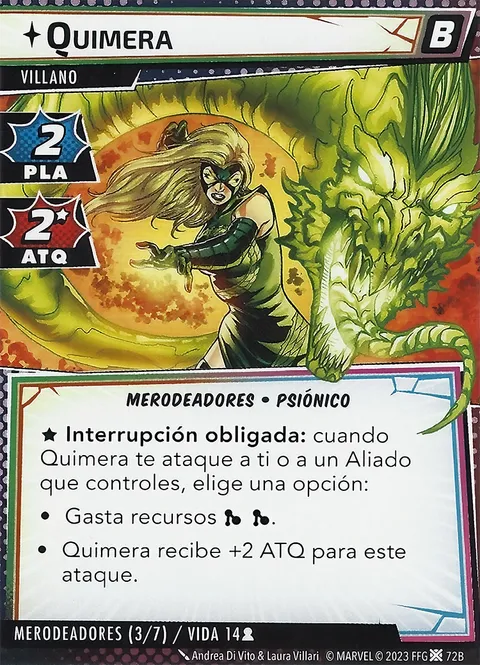 Quimera
B
VILLANO
2
PLA
2
ATQ
MERODEADORES • PSIÓNICO
★ Interrupción obligada: cuando
Quimera te ataque a ti o a un Aliado
que controles, elige una opción:
• Gasta recursos .
• Quimera recibe +2 ATQ para este
ataque.
MERODEADORES (3/7) / VIDA 14
Andrea Di Vito & Laura Villari © MARVEL © 2023 FFG 72B